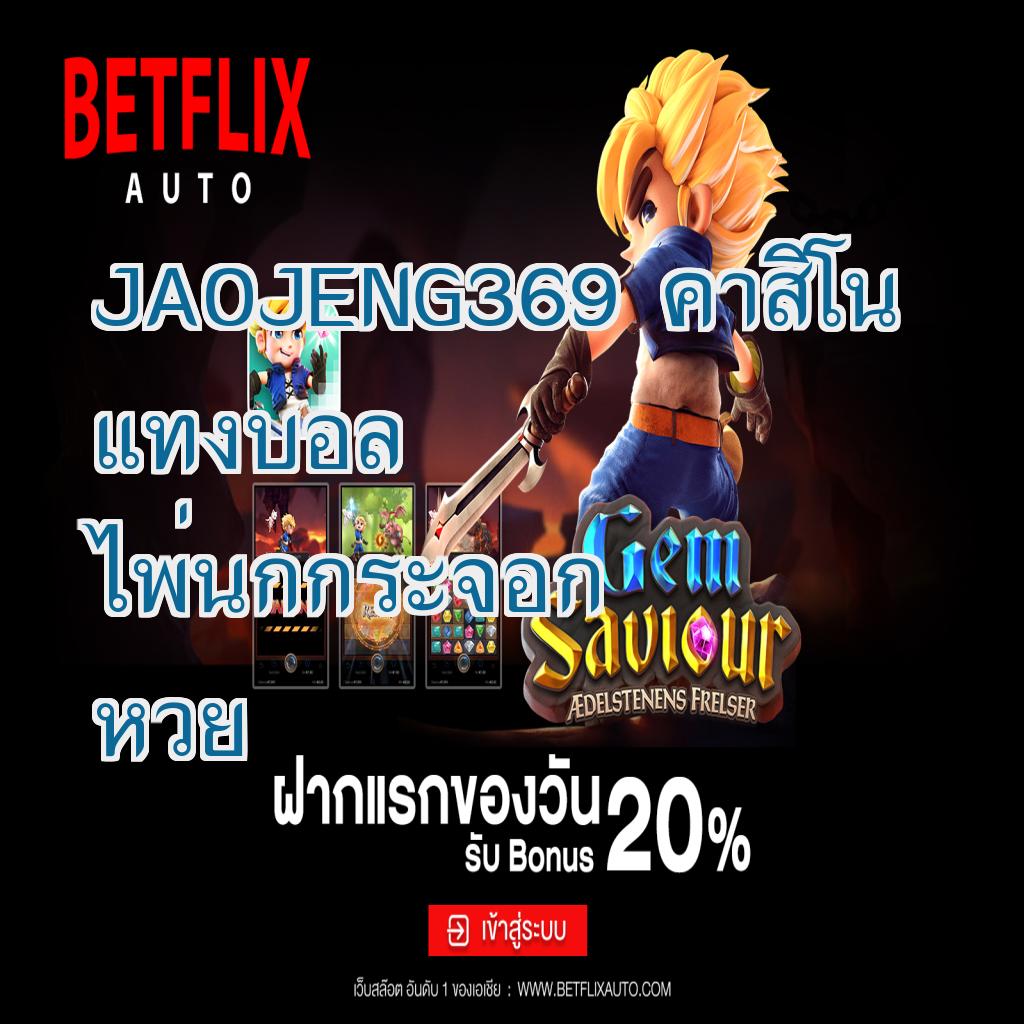 BETFLIX
AUTO
JAOJENG369 คาสิโน
แทงบอล
ไพ่นกกระจอก
หวย
Gem
Saviour
ÆDELSTENENS FRELSER
ฝากแรกของวัน
รับ Bonus 20%
เข้าสู่ระบบ
เว็บสล๊อต อันดับ 1 ของเอเชีย : WWW.BETFLIXAUTO.COM